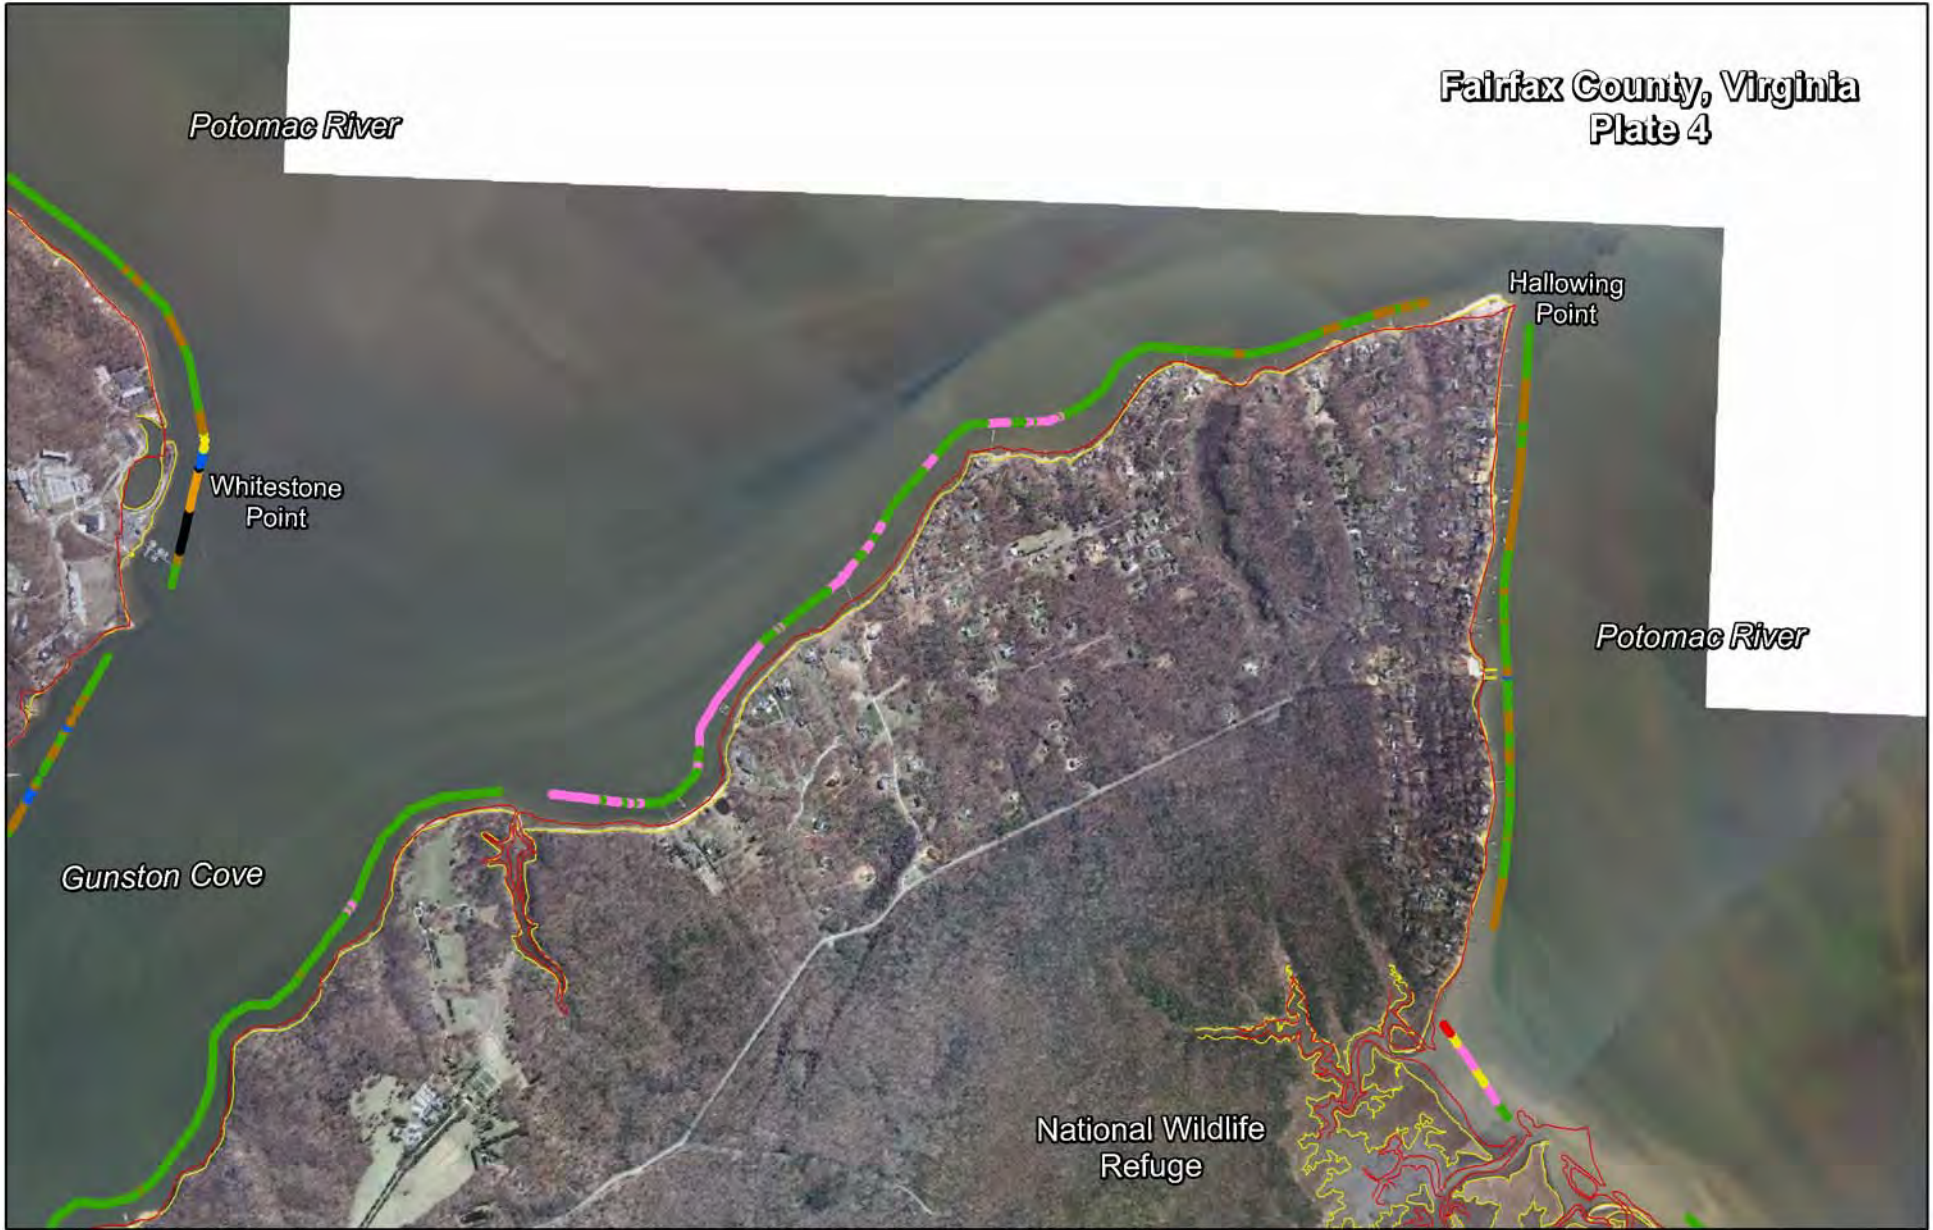 Fairfax County, Virginia
Plate 4
Potomac River
Hallowing
Point
Whitestone
Point
Potomac River
Gunston Cove
National Wildlife
Refuge